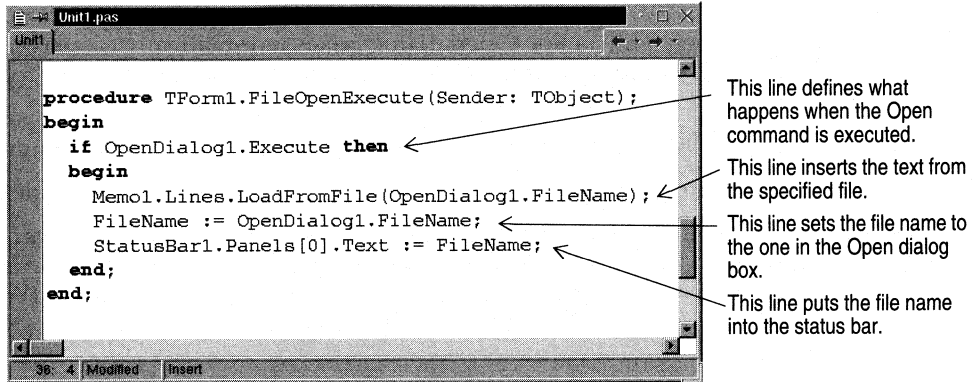 Unit1.pas
Unit1
procedure TForm1.FileOpenExecute(Sender: TObject);
begin
if OpenDialog1.Execute then
begin
Memo1.Lines.LoadFromFile(OpenDialog1.FileName);
FileName := OpenDialog1.FileName;
StatusBar1.Panels[0].Text := FileName;
end;
end;
36: 4 Modified Insert
This line defines what
happens when the Open
command is executed.
This line inserts the text from
the specified file.
This line sets the file name to
the one in the Open dialog
box.
This line puts the file name
into the status bar.